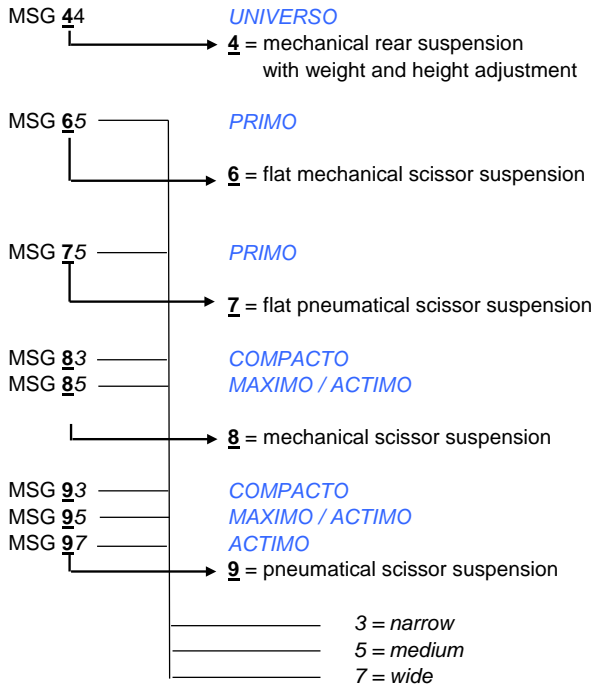 MSG 44 UNIVERSO
4 = mechanical rear suspension
with weight and height adjustment
MSG 65 PRIMO
6 = flat mechanical scissor suspension
MSG 75 PRIMO
7 = flat pneumatical scissor suspension
MSG 83 COMPACTO
MSG 85 MAXIMO / ACTIMO
8 = mechanical scissor suspension
MSG 93 COMPACTO
MSG 95 MAXIMO / ACTIMO
MSG 97 ACTIMO
9 = pneumatical scissor suspension
3 = narrow
5 = medium
7 = wide